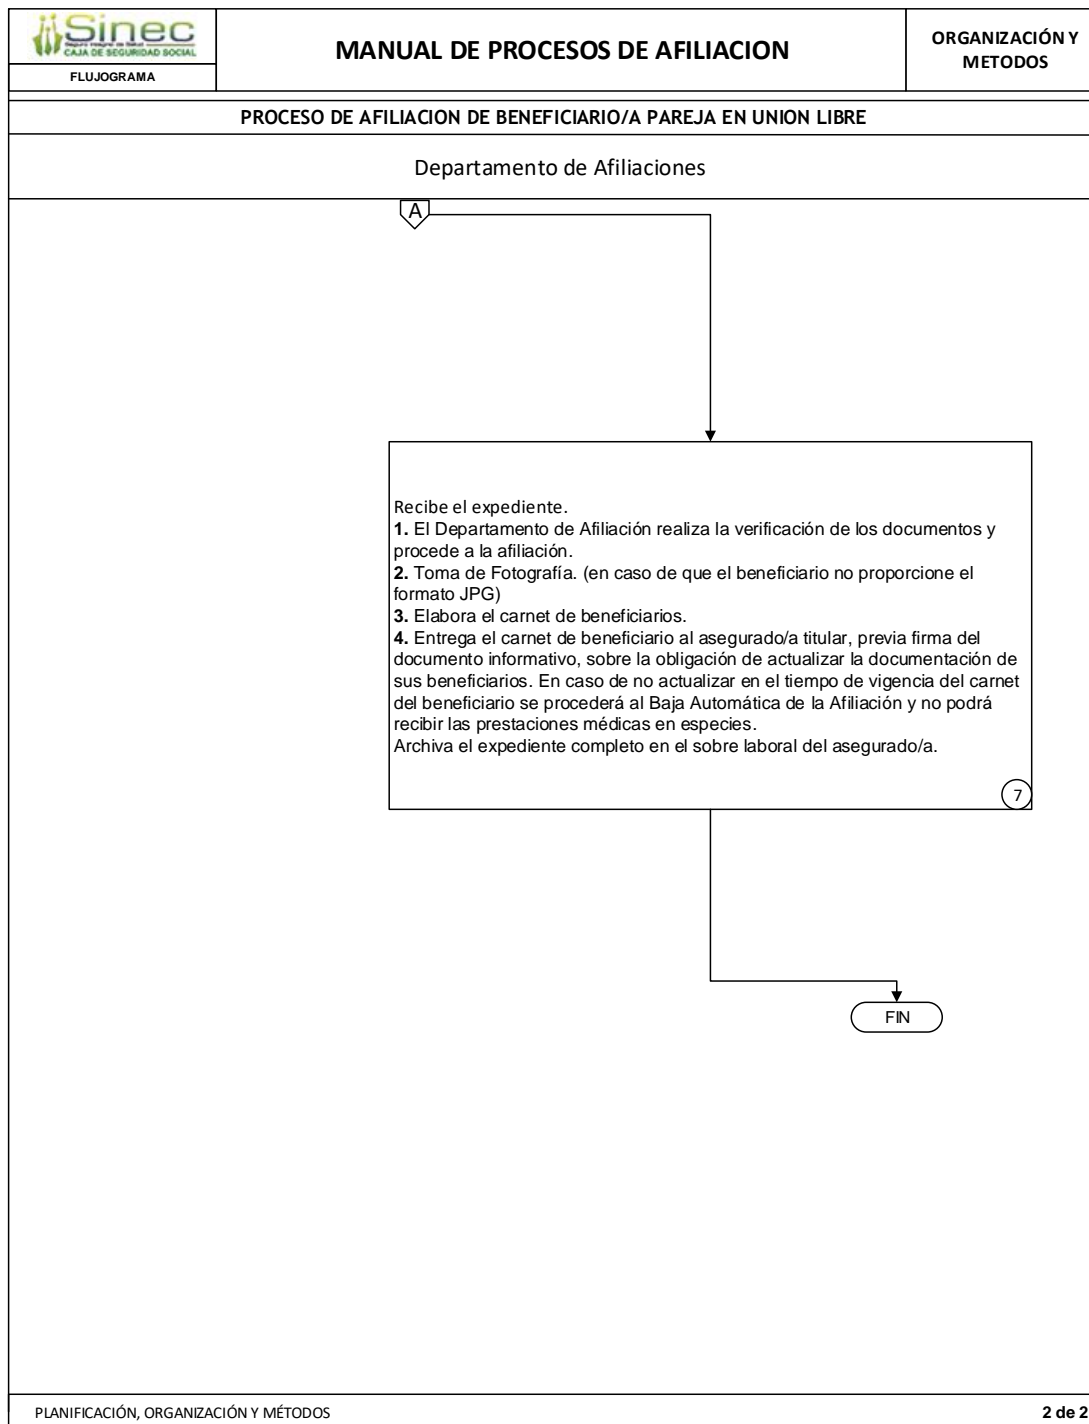 Sinec
Seguro Integral de Salud
CAJA DE SEGURIDAD SOCIAL
FLUJOGRAMA
MANUAL DE PROCESOS DE AFILIACION
ORGANIZACIÓN Y
METODOS
PROCESO DE AFILIACION DE BENEFICIARIO/A PAREJA EN UNION LIBRE
Departamento de Afiliaciones
A
Recibe el expediente.
1. El Departamento de Afiliación realiza la verificación de los documentos y
procede a la afiliación.
2. Toma de Fotografía. (en caso de que el beneficiario no proporcione el
formato JPG)
3. Elabora el carnet de beneficiarios.
4. Entrega el carnet de beneficiario al asegurado/a titular, previa firma del
documento informativo, sobre la obligación de actualizar la documentación de
sus beneficiarios. En caso de no actualizar en el tiempo de vigencia del carnet
del beneficiario se procederá al Baja Automática de la Afiliación y no podrá
recibir las prestaciones médicas en especies.
Archiva el expediente completo en el sobre laboral del asegurado/a.
7
FIN
PLANIFICACIÓN, ORGANIZACIÓN Y MÉTODOS
2 de 2